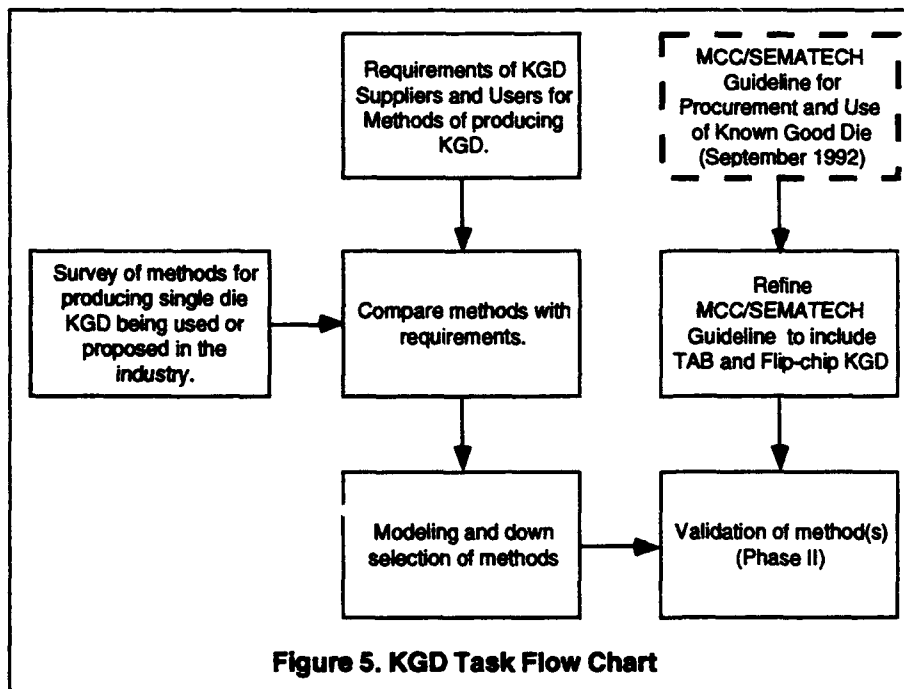 Requirements of KGD
Suppliers and Users for
Methods of producing
KGD.
MCC/SEMATECH
Guideline for
Procurement and Use
of Known Good Die
(September 1992)
Survey of methods for
producing single die
KGD being used or
proposed in the
industry.
Compare methods with
requirements.
Refine
MCC/SEMATECH
Guideline to include
TAB and Flip-chip KGD
Modeling and down
selection of methods
Validation of method(s)
(Phase II)
Figure 5. KGD Task Flow Chart